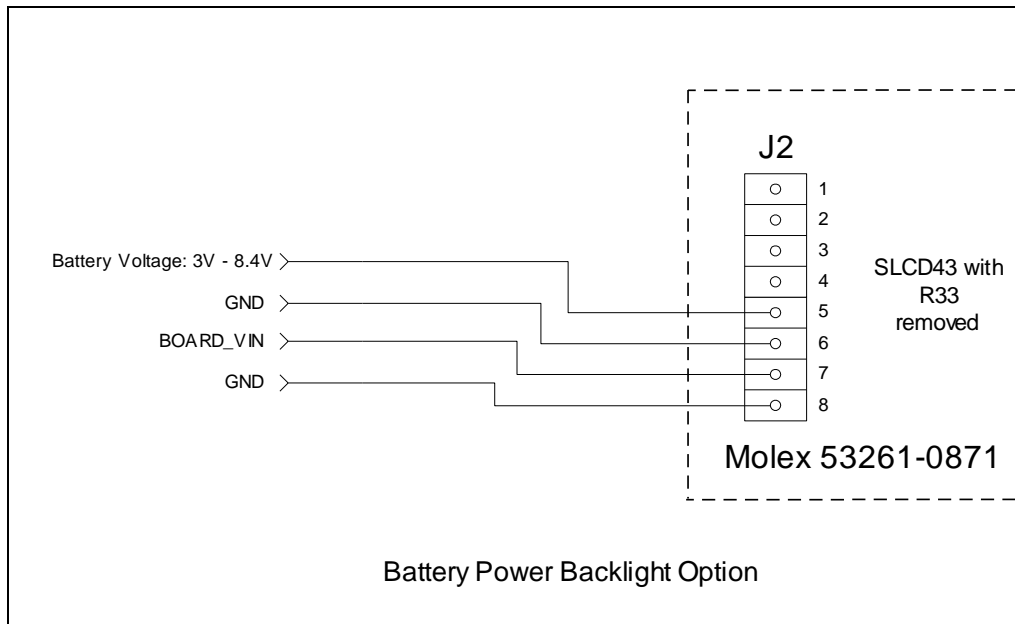 J2
1
2
3
4
5
6
7
8
Battery Voltage: 3V - 8.4V
GND
BOARD_VIN
GND
SLCD43 with
R33
removed
Molex 53261-0871
Battery Power Backlight Option